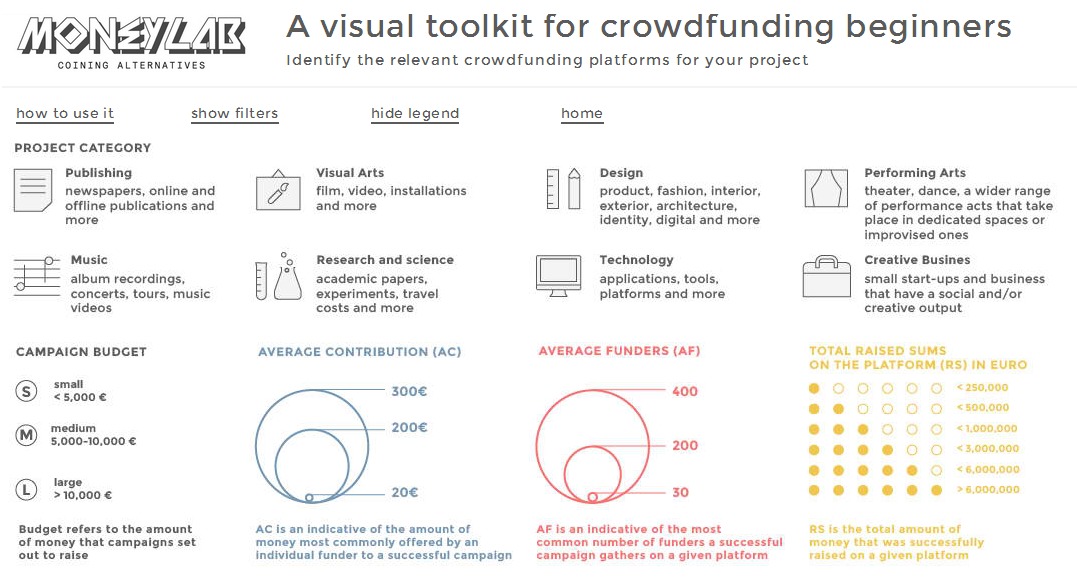 MONEYLAB
COINING ALTERNATIVES
A visual toolkit for crowdfunding beginners
Identify the relevant crowdfunding platforms for your project
how to use it
show filters
hide legend
home
PROJECT CATEGORY
Publishing
newspapers, online and
offline publications and
more
Visual Arts
film, video, installations
and more
Design
product, fashion, interior,
exterior, architecture,
identity, digital and more
Performing Arts
theater, dance, a wider range
of performance acts that take
place in dedicated spaces or
improvised ones
Music
album recordings,
concerts, tours, music
videos
Research and science
academic papers,
experiments, travel
costs and more
Technology
applications, tools,
platforms and more
Creative Busines
small start-ups and business
that have a social and/or
creative output
CAMPAIGN BUDGET
S
small
< 5,000 €
M
medium
5,000-10,000 €
L
large
> 10,000 €
Budget refers to the amount
of money that campaigns set
out to raise
AVERAGE CONTRIBUTION (AC)
300€
200€
20€
AC is an indicative of the amount of
money most commonly offered by an
individual funder to a successful campaign
AVERAGE FUNDERS (AF)
400
200
30
AF is an indicative of the most
common number of funders a successful
campaign gathers on a given platform
TOTAL RAISED SUMS
ON THE PLATFORM (RS) IN EURO
< 250,000
< 500,000
< 1,000,000
< 3,000,000
< 6,000,000
> 6,000,000
RS is the total amount of
money that was successfully
raised on a given platform